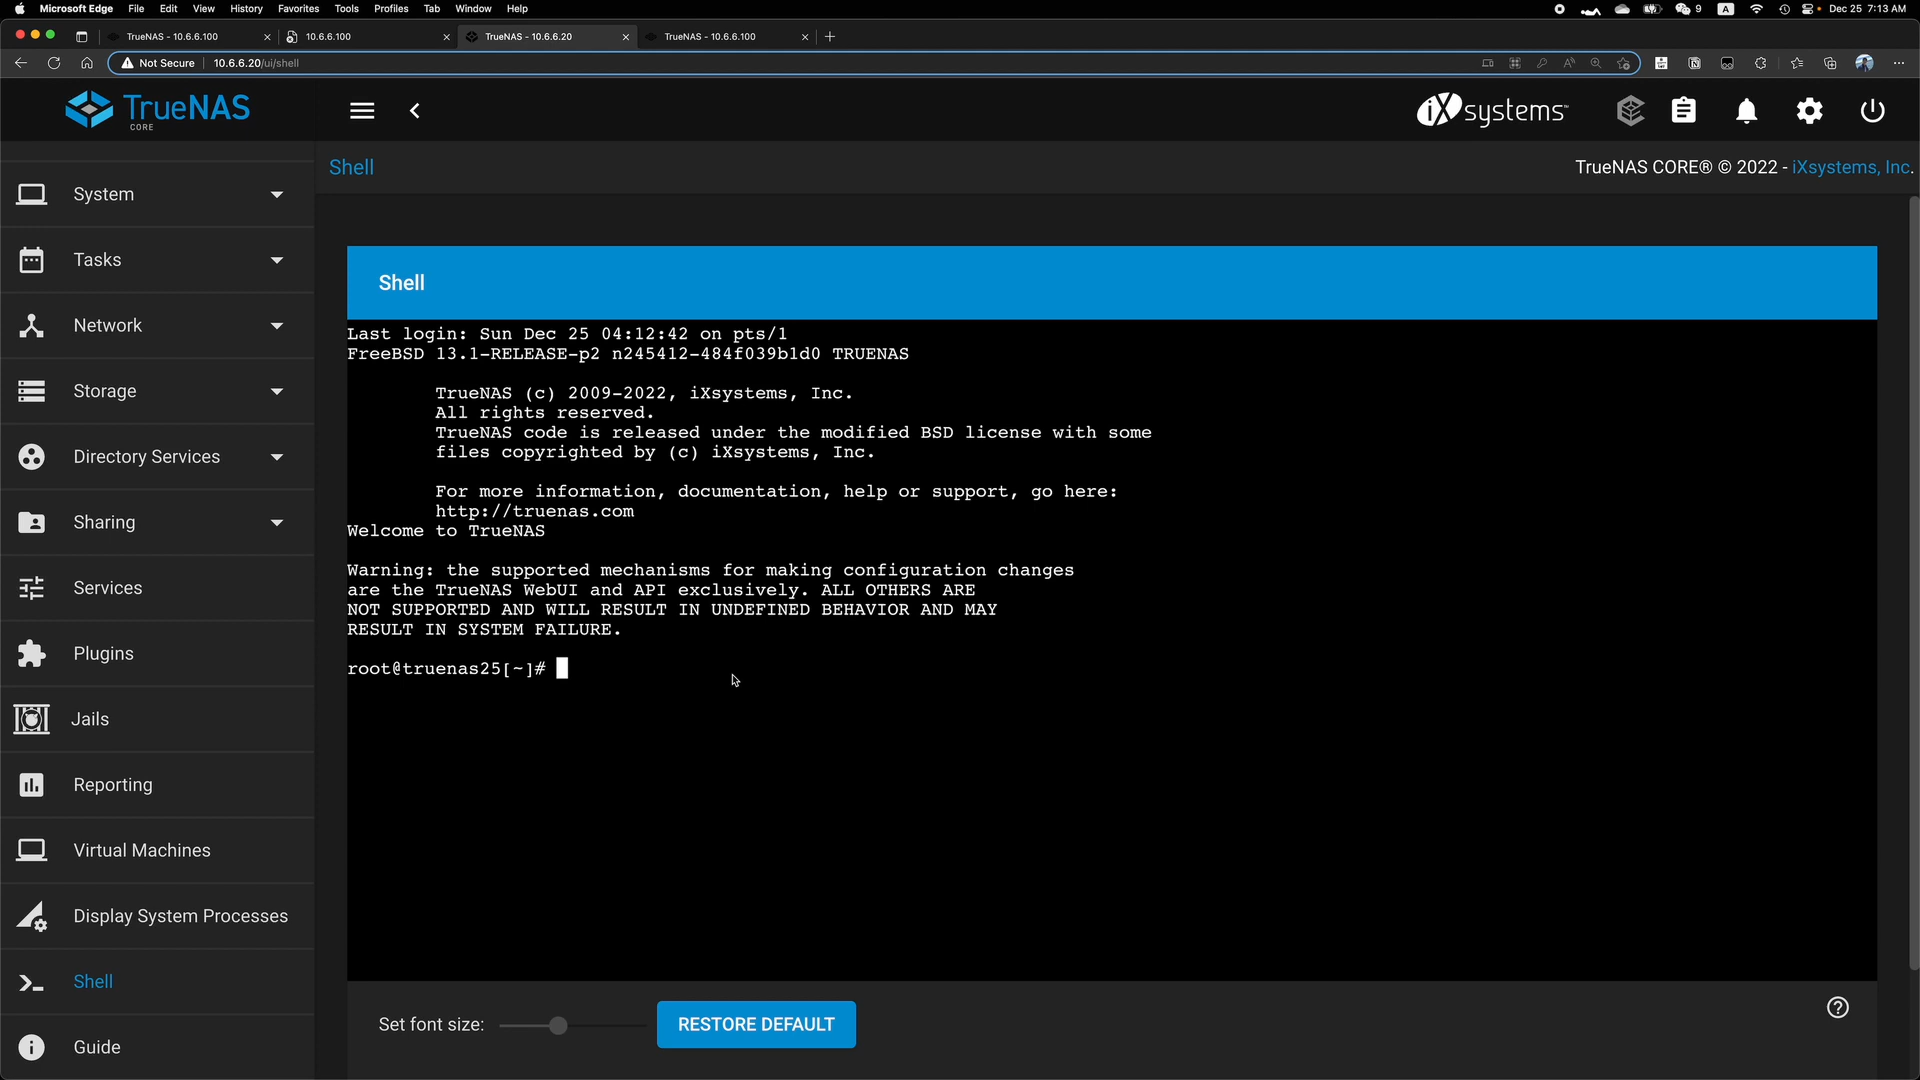 Microsoft Edge File Edit View History Favorites Tools Profiles Tab Window Help
9 A Dec 25 7:13 AM
TrueNAS - 10.6.6.100
10.6.6.100
TrueNAS - 10.6.6.20
TrueNAS - 10.6.6.100
Not Secure 10.6.6.20/ui/shell
TrueNAS
CORE
iXsystems™
Shell
TrueNAS CORE® © 2022 - iXsystems, Inc.
System
Tasks
Network
Storage
Directory Services
Sharing
Services
Plugins
Jails
Reporting
Virtual Machines
Display System Processes
Shell
Guide
Shell
Last login: Sun Dec 25 04:12:42 on pts/1
FreeBSD 13.1-RELEASE-p2 n245412-484f039b1d0 TRUENAS
TrueNAS (c) 2009-2022, iXsystems, Inc.
All rights reserved.
TrueNAS code is released under the modified BSD license with some
files copyrighted by (c) iXsystems, Inc.
For more information, documentation, help or support, go here:
http://truenas.com
Welcome to TrueNAS
Warning: the supported mechanisms for making configuration changes
are the TrueNAS WebUI and API exclusively. ALL OTHERS ARE
NOT SUPPORTED AND WILL RESULT IN UNDEFINED BEHAVIOR AND MAY
RESULT IN SYSTEM FAILURE.
root@truenas25[~]#
Set font size:
RESTORE DEFAULT